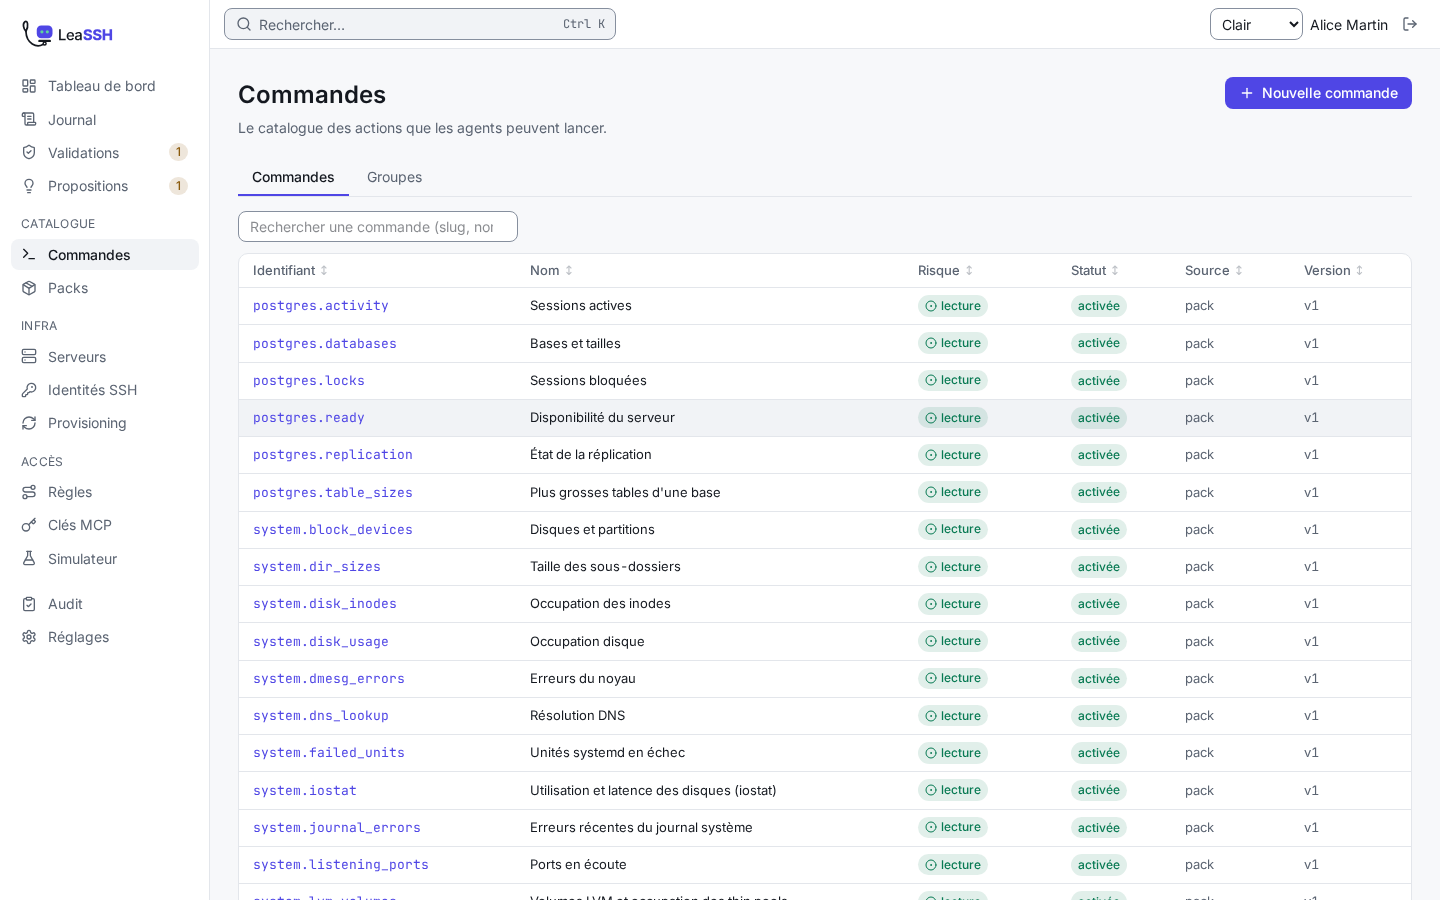 LeaSSH
Rechercher... Ctrl K
Clair
Alice Martin
Tableau de bord
Journal
Validations 1
Propositions 1
CATALOGUE
Commandes
Packs
INFRA
Serveurs
Identités SSH
Provisioning
ACCÈS
Règles
Clés MCP
Simulateur
Audit
Réglages
Commandes
Nouvelle commande
Le catalogue des actions que les agents peuvent lancer.
Commandes Groupes
Rechercher une commande (slug, nor
Identifiant Nom Risque Statut Source Version
postgres.activity Sessions actives lecture activée pack v1
postgres.databases Bases et tailles lecture activée pack v1
postgres.locks Sessions bloquées lecture activée pack v1
postgres.ready Disponibilité du serveur lecture activée pack v1
postgres.replication État de la réplication lecture activée pack v1
postgres.table_sizes Plus grosses tables d'une base lecture activée pack v1
system.block_devices Disques et partitions lecture activée pack v1
system.dir_sizes Taille des sous-dossiers lecture activée pack v1
system.disk_inodes Occupation des inodes lecture activée pack v1
system.disk_usage Occupation disque lecture activée pack v1
system.dmesg_errors Erreurs du noyau lecture activée pack v1
system.dns_lookup Résolution DNS lecture activée pack v1
system.failed_units Unités systemd en échec lecture activée pack v1
system.iostat Utilisation et latence des disques (iostat) lecture activée pack v1
system.journal_errors Erreurs récentes du journal système lecture activée pack v1
system.listening_ports Ports en écoute lecture activée pack v1